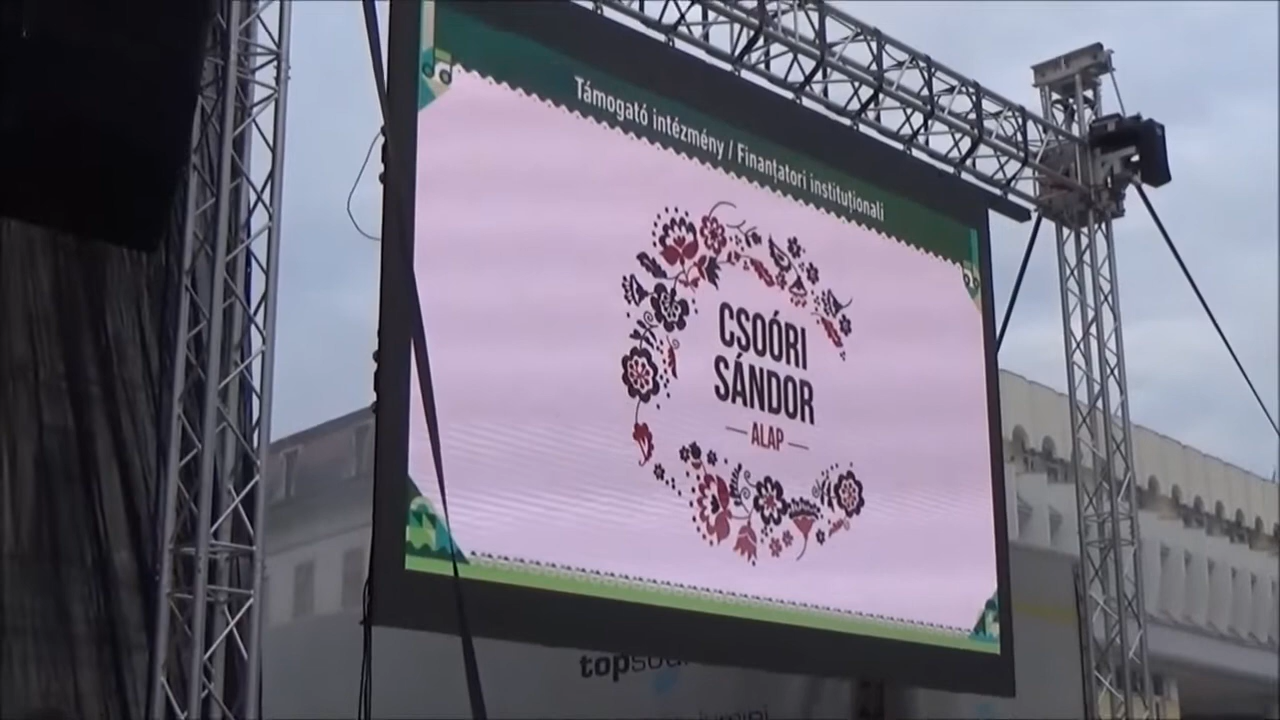 Támogató intézmény / Finanțatori instituționali
CSOÓRI
SÁNDOR
ALAP